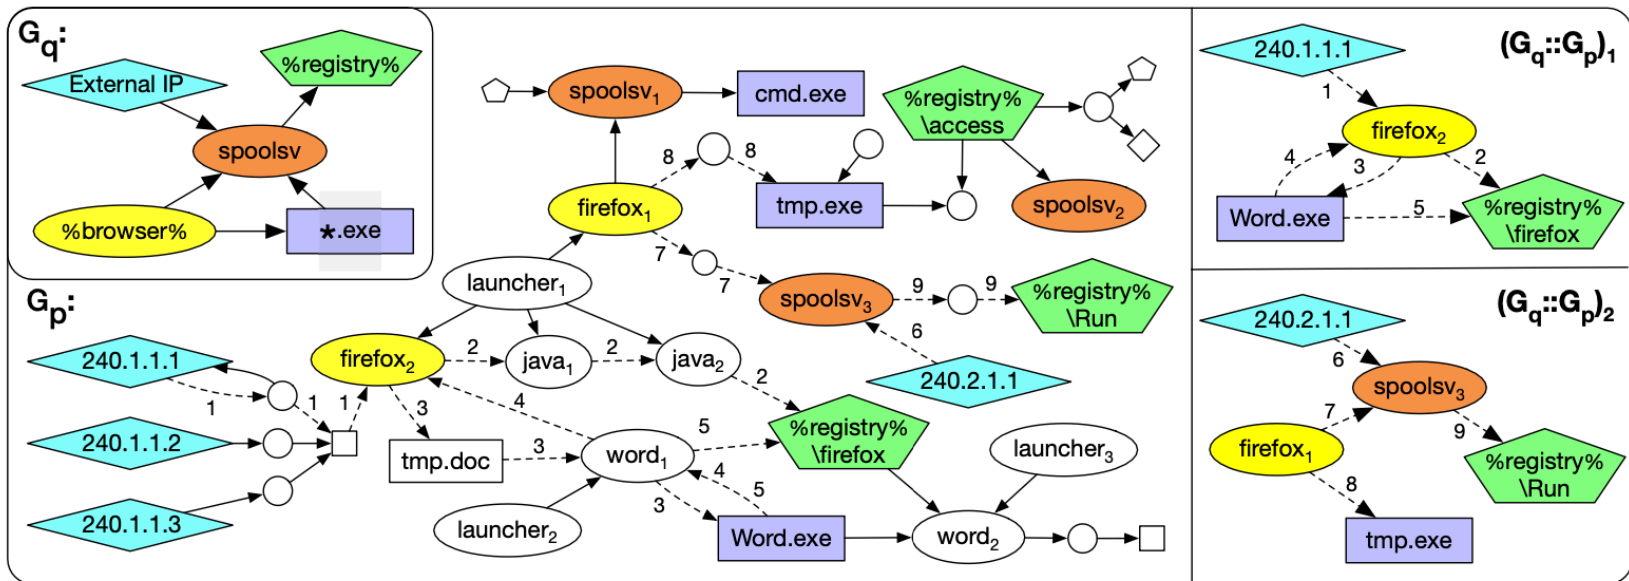 Gq:
External IP
%registry%
spoolsv
%browser%
*.exe
Gp:
spoolsv1
cmd.exe
%registry%
\access
8
8
firefox1
tmp.exe
spoolsv2
7
7
launcher1
spoolsv3
9
9
%registry%
\Run
6
240.1.1.1
firefox2
2
java1
2
java2
240.2.1.1
1
1
1
3
4
2
240.1.1.2
tmp.doc
3
word1
5
%registry%
\firefox
launcher3
4
5
3
240.1.1.3
launcher2
Word.exe
word2
240.1.1.1
(Gq::Gp)1
1
firefox2
4
3
2
Word.exe
5
%registry%
\firefox
240.2.1.1
(Gq::Gp)2
6
spoolsv3
7
9
firefox1
%registry%
\Run
8
tmp.exe